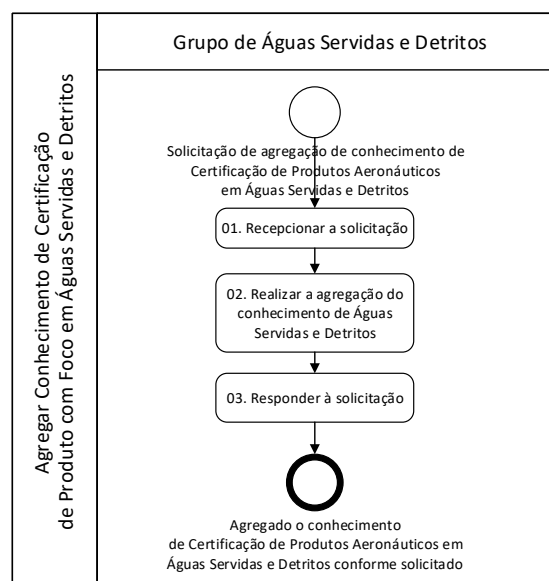 Agregar Conhecimento de Certificação
de Produto com Foco em Águas Servidas e Detritos
Grupo de Águas Servidas e Detritos
Solicitação de agregação de conhecimento de
Certificação de Produtos Aeronáuticos
em Águas Servidas e Detritos
01. Recepcionar a solicitação
02. Realizar a agregação do
conhecimento de Águas
Servidas e Detritos
03. Responder à solicitação
Agregado o conhecimento
de Certificação de Produtos Aeronáuticos em
Águas Servidas e Detritos conforme solicitado